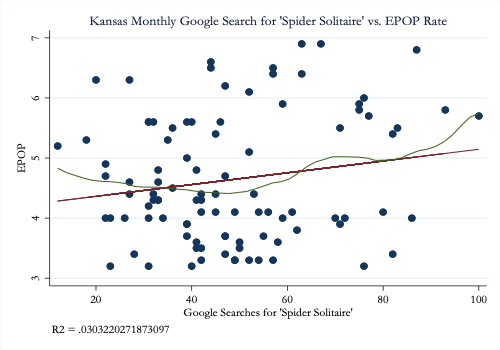 Kansas Monthly Google Search for 'Spider Solitaire' vs. EPOP Rate
7
6
5
4
3
EPOP
20
40
60
80
100
Google Searches for 'Spider Solitaire'
R2 = .0303220271873097